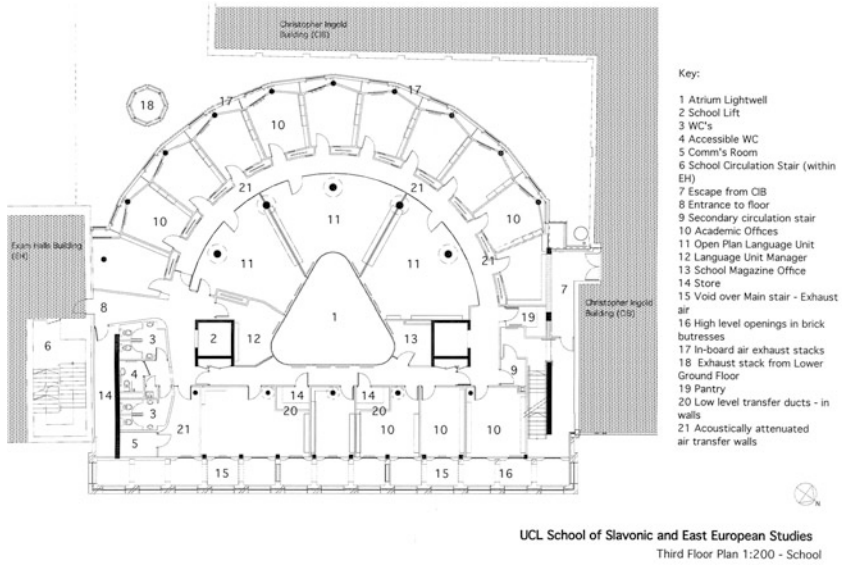 Christopher Ingold
Building (CIB)
18
17
17
10
21
21
11
10
10
Exam Halls Building
(EH)
11
11
21
7
8
Christopher Ingold
Building (CIB)
1
19
6
3
2
12
13
4
9
14
14
14
20
20
3
21
10
10
10
5
15
15
16
Key:
1 Atrium Lightwell
2 School Lift
3 WC's
4 Accessible WC
5 Comm's Room
6 School Circulation Stair (within
EH)
7 Escape from CIB
8 Entrance to floor
9 Secondary circulation stair
10 Academic Offices
11 Open Plan Language Unit
12 Language Unit Manager
13 School Magazine Office
14 Store
15 Void over Main stair - Exhaust
air
16 High level openings in brick
butresses
17 In-board air exhaust stacks
18 Exhaust stack from Lower
Ground Floor
19 Pantry
20 Low level transfer ducts - in
walls
21 Acoustically attenuated
air transfer walls
N
UCL School of Slavonic and East European Studies
Third Floor Plan 1:200 - School